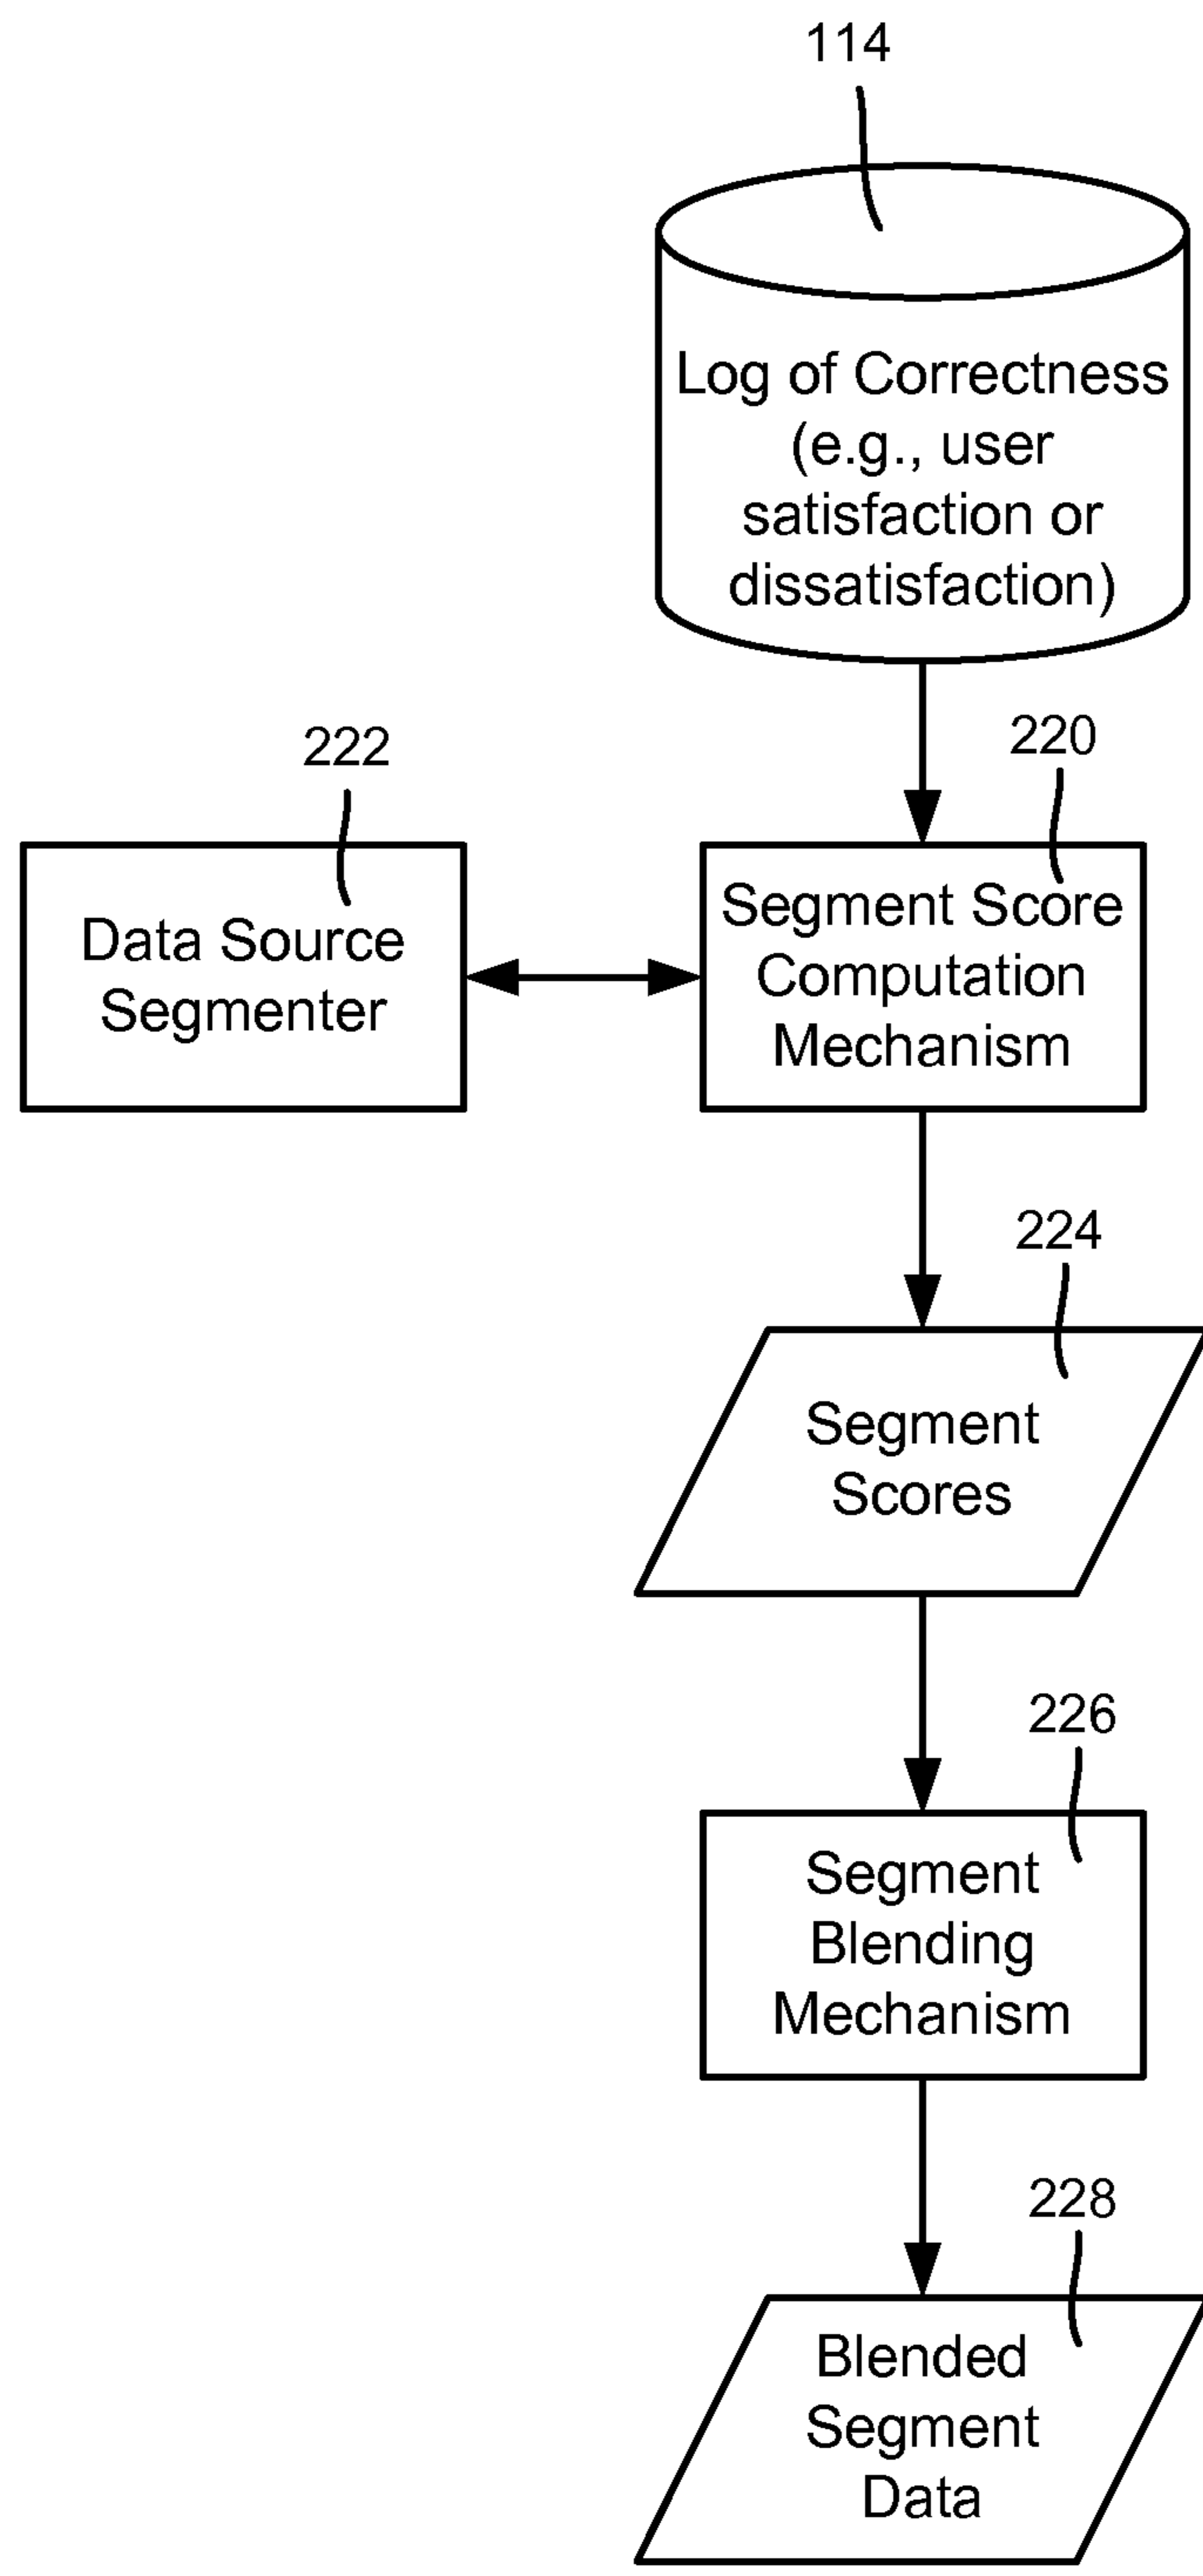 114
Log of Correctness
(e.g., user
satisfaction or
dissatisfaction)
222
220
Data Source
Segmenter
Segment Score
Computation
Mechanism
224
Segment
Scores
226
Segment
Blending
Mechanism
228
Blended
Segment
Data